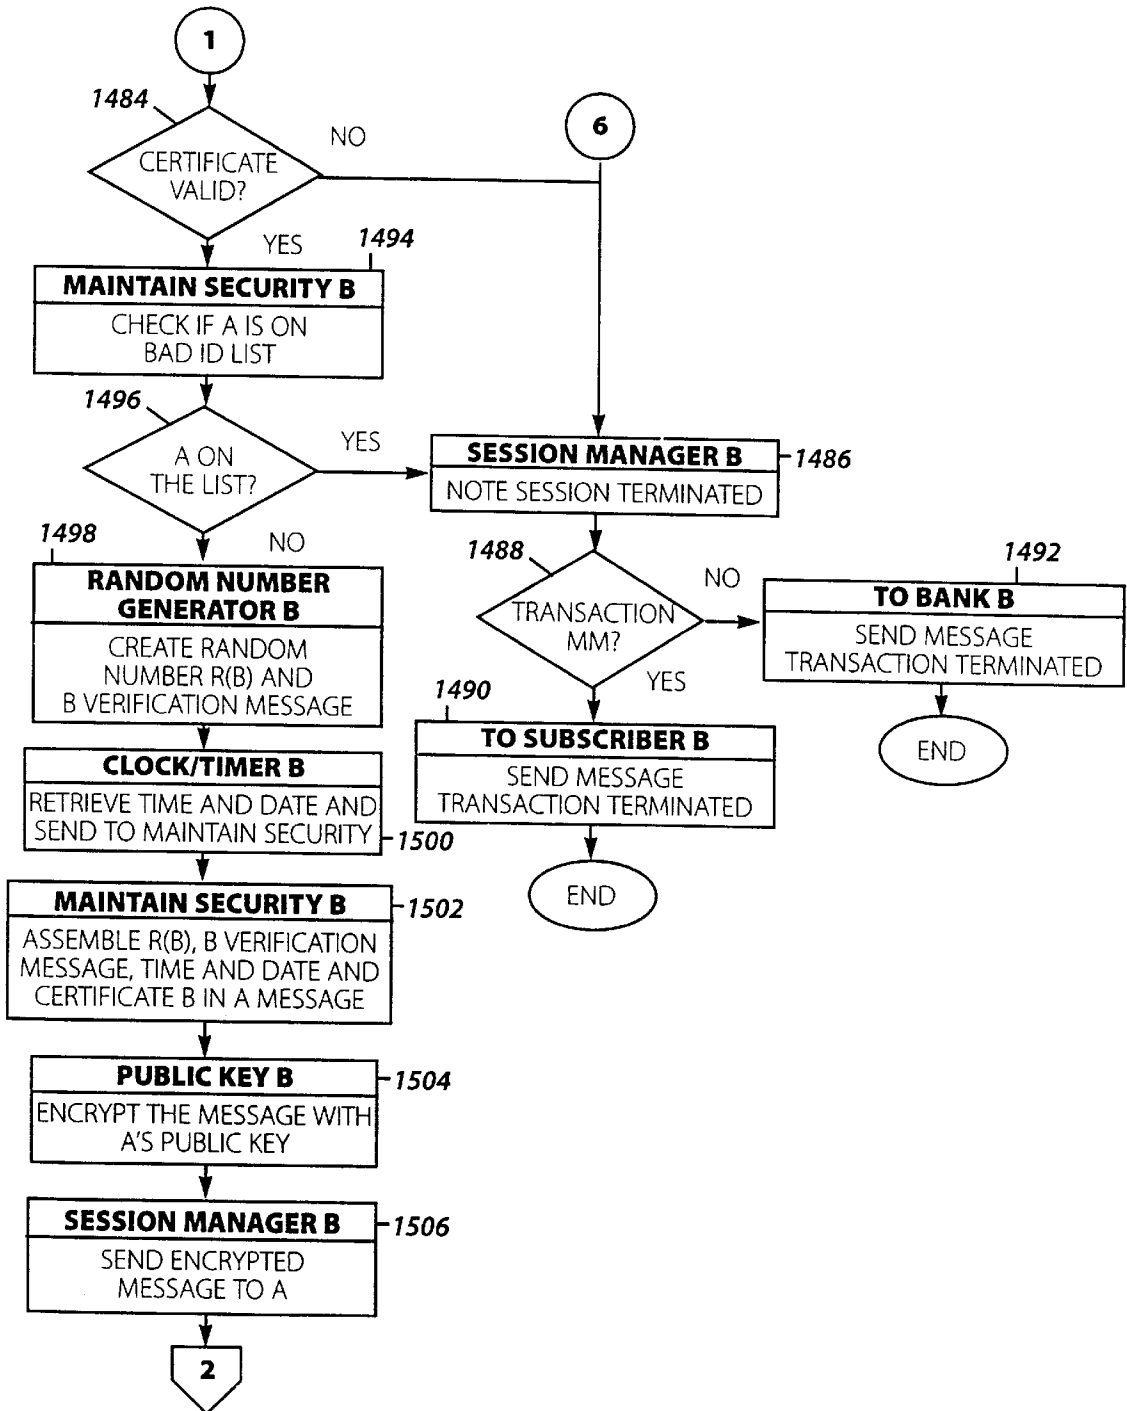 1
1484
CERTIFICATE
VALID?
NO
6
YES
1494
MAINTAIN SECURITY B
CHECK IF A IS ON
BAD ID LIST
1496
A ON
THE LIST?
YES
SESSION MANAGER B
1486
NOTE SESSION TERMINATED
1498
NO
RANDOM NUMBER
GENERATOR B
CREATE RANDOM
NUMBER R(B) AND
B VERIFICATION MESSAGE
1488
TRANSACTION
MM?
NO
1492
TO BANK B
SEND MESSAGE
TRANSACTION TERMINATED
END
YES
1490
TO SUBSCRIBER B
SEND MESSAGE
TRANSACTION TERMINATED
END
CLOCK/TIMER B
RETRIEVE TIME AND DATE AND
SEND TO MAINTAIN SECURITY
1500
MAINTAIN SECURITY B
1502
ASSEMBLE R(B), B VERIFICATION
MESSAGE, TIME AND DATE AND
CERTIFICATE B IN A MESSAGE
PUBLIC KEY B
1504
ENCRYPT THE MESSAGE WITH
A'S PUBLIC KEY
SESSION MANAGER B
1506
SEND ENCRYPTED
MESSAGE TO A
2